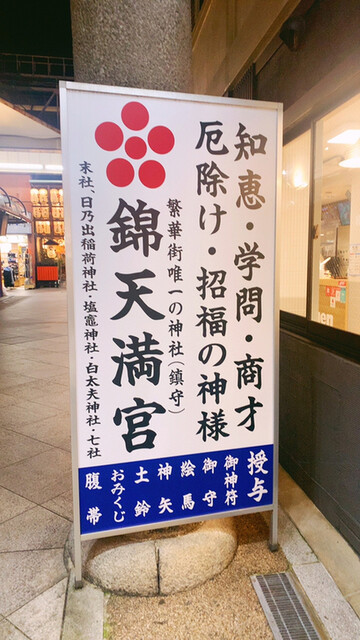 知恵・学問・商才
厄除け・招福の神様
繁華街唯一の神社（鎮守）
錦天満宮
末社、日乃出稲荷神社・塩竈神社・白太夫神社・七社
授与
御神符
御守
絵馬
神矢
土鈴
おみくじ
腹帯